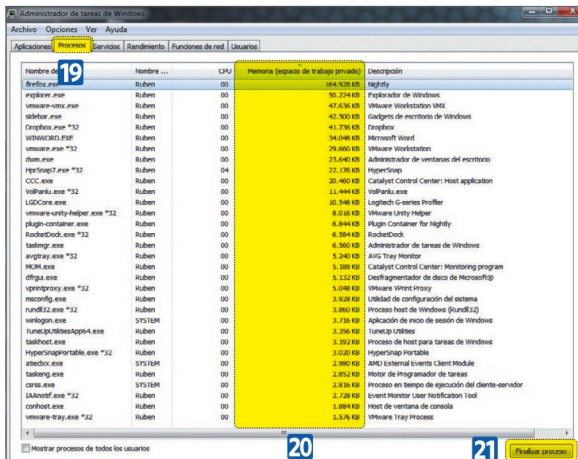 Administrador de tareas de Windows
Archivo Opciones Ver Ayuda
Aplicaciones Procesos Servicios Rendimiento Funciones de red Usuarios
19
Nombre de Nombre ... CPU Memoria (espacio de trabajo privado) Descripción
firefox.exe Ruben 00 164.928 KB Nightly
explorer.exe Ruben 00 50.224 KB Explorador de Windows
vmware-vmx.exe Ruben 00 47.636 KB VMware Workstation VMX
sidebar.exe Ruben 00 42.500 KB Gadgets de escritorio de Windows
Dropbox.exe *32 Ruben 00 41.736 KB Dropbox
WINWORD.EXE Ruben 00 34.048 KB Microsoft Word
vmware.exe *32 Ruben 00 29.660 KB VMware Workstation
dwm.exe Ruben 00 23.640 KB Administrador de ventanas del escritorio
HprSnap7.exe *32 Ruben 04 22.176 KB HyperSnap
CCC.exe Ruben 00 20.460 KB Catalyst Control Center: Host application
VolPanlu.exe *32 Ruben 00 11.444 KB VolPanlu.exe
LGDCore.exe Ruben 00 10.548 KB Logitech G-series Profiler
vmware-unity-helper.exe *32 Ruben 00 8.016 KB VMware Unity Helper
plugin-container.exe Ruben 00 6.844 KB Plugin Container for Nightly
RocketDock.exe *32 Ruben 00 6.584 KB RocketDock
taskmgr.exe Ruben 00 6.560 KB Administrador de tareas de Windows
avgtray.exe *32 Ruben 00 5.240 KB AVG Tray Monitor
MOM.exe Ruben 00 5.188 KB Catalyst Control Center: Monitoring program
dfrgui.exe Ruben 00 5.132 KB Desfragmentador de disco de Microsoft®
vprintproxy.exe *32 Ruben 00 5.048 KB VMware VPrint Proxy
msconfig.exe Ruben 00 3.928 KB Utilidad de configuración del sistema
rundll32.exe *32 Ruben 00 3.860 KB Proceso host de Windows (Rundll32)
winlogon.exe SYSTEM 00 3.716 KB Aplicación de inicio de sesión de Windows
TuneUpUtilitiesApp64.exe Ruben 00 3.356 KB TuneUp Utilities
taskhost.exe Ruben 00 3.192 KB Proceso de host para tareas de Windows
HyperSnapPortable.exe *32 Ruben 00 3.020 KB HyperSnap Portable
atieclxx.exe SYSTEM 00 2.980 KB AMD External Events Client Module
taskeng.exe Ruben 00 2.852 KB Motor de Programador de tareas
csrss.exe SYSTEM 00 2.816 KB Proceso en tiempo de ejecución del cliente-servidor
IAAnotif.exe *32 Ruben 00 2.728 KB Event Monitor User Notification Tool
conhost.exe Ruben 00 1.884 KB Host de ventana de consola
vmware-tray.exe *32 Ruben 00 1.576 KB VMware Tray Process
Mostrar procesos de todos los usuarios 20 21 Finalizar proceso